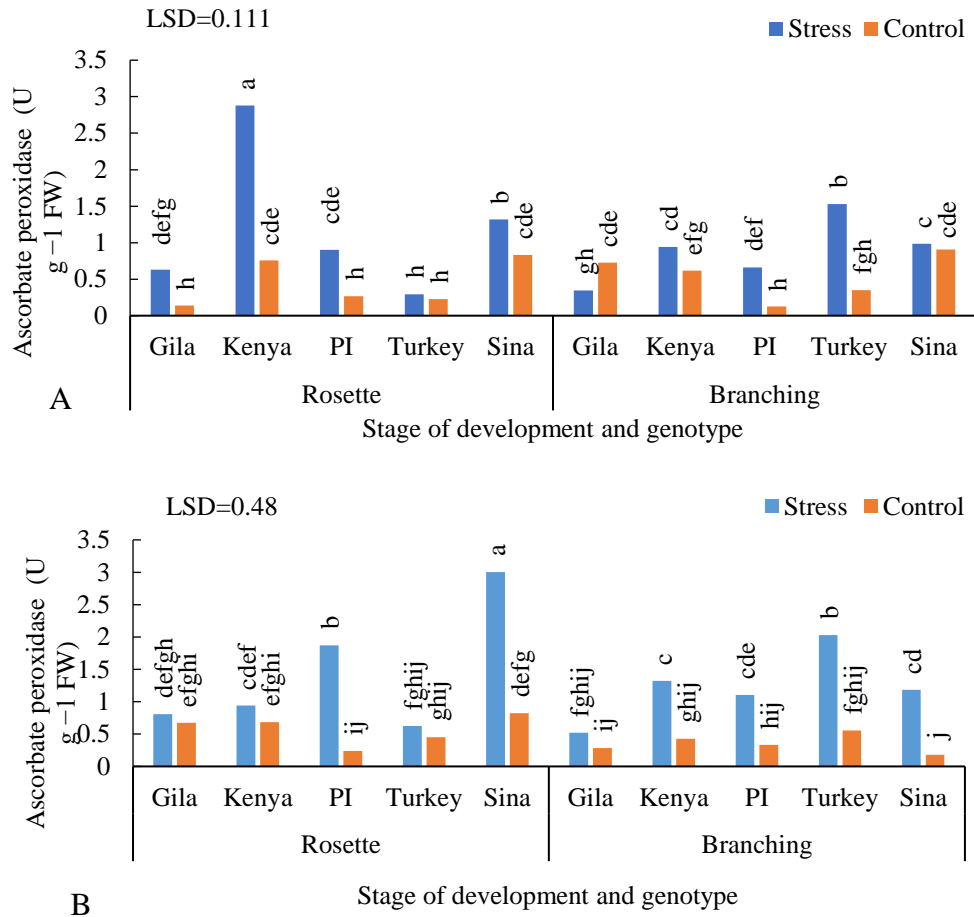 LSD=0.111
Stress Control
Ascorbate peroxidase (U
g −1 FW)
3.5
3
2.5
2
1.5
1
0.5
0
defg
h
a
cde
cde
h
h
h
b
cde
gh
cde
cd
efg
def
h
b
fgh
c
cde
Gila Kenya PI Turkey Sina Gila Kenya PI Turkey Sina
Rosette Branching
A
Stage of development and genotype
LSD=0.48
Stress Control
Ascorbate peroxidase (U
g −1 FW)
3.5
3
2.5
2
1.5
1
0.5
0
defgh
efghi
cdef
efghi
b
ij
fghij
ghij
a
defg
fghij
ij
c
ghij
cde
hij
b
fghij
cd
j
Gila Kenya PI Turkey Sina Gila Kenya PI Turkey Sina
Rosette Branching
B
Stage of development and genotype